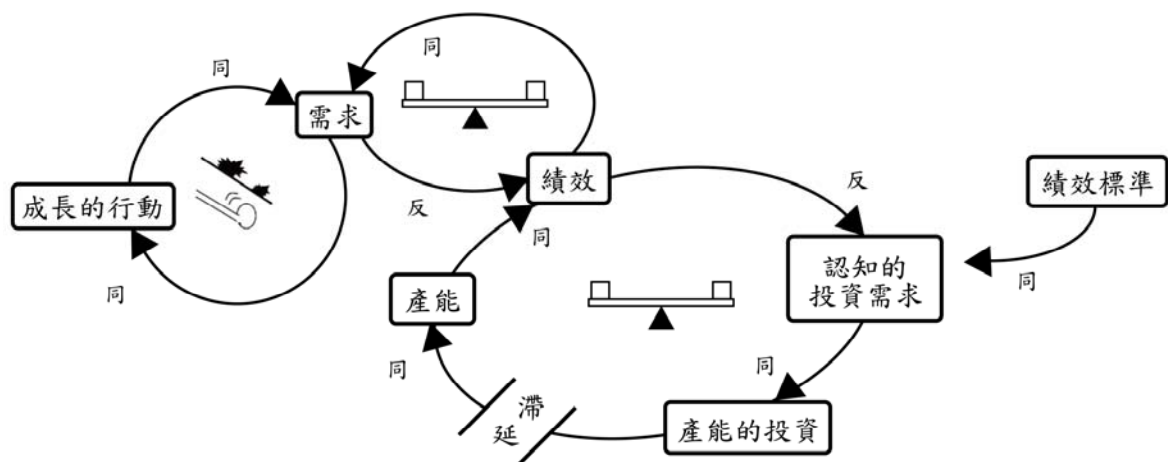 同
同
需求
績效
成長的行動
反
反
績效標準
同
同
同
認知的
投資需求
產能
同
同
滯
延
產能的投資